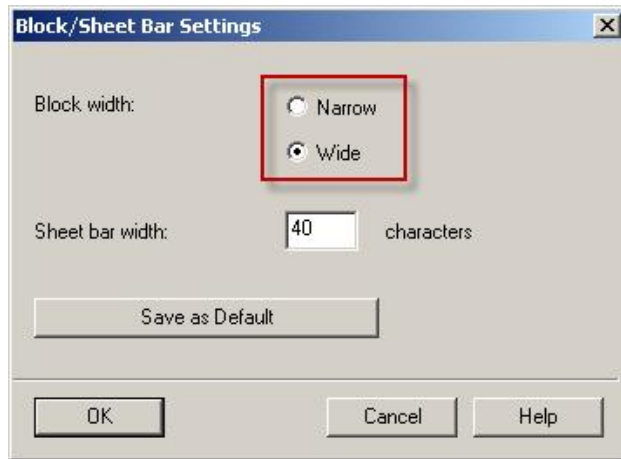 Block/Sheet Bar Settings
Block width:
Narrow
Wide
Sheet bar width: 40 characters
Save as Default
OK Cancel Help